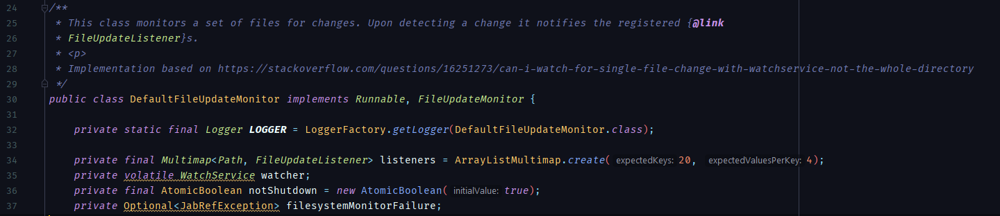 24 /**
25 * This class monitors a set of files for changes. Upon detecting a change it notifies the registered {@link
26 * FileUpdateListener}s.
27 * <p>
28 * Implementation based on https://stackoverflow.com/questions/16251273/can-i-watch-for-single-file-change-with-watchservice-not-the-whole-directory
29 */
30 public class DefaultFileUpdateMonitor implements Runnable, FileUpdateMonitor {
31
32 private static final Logger LOGGER = LoggerFactory.getLogger(DefaultFileUpdateMonitor.class);
33
34 private final Multimap<Path, FileUpdateListener> listeners = ArrayListMultimap.create( expectedKeys: 20, expectedValuesPerKey: 4);
35 private volatile WatchService watcher;
36 private final AtomicBoolean notShutdown = new AtomicBoolean( initialValue: true);
37 private Optional<JabRefException> filesystemMonitorFailure;